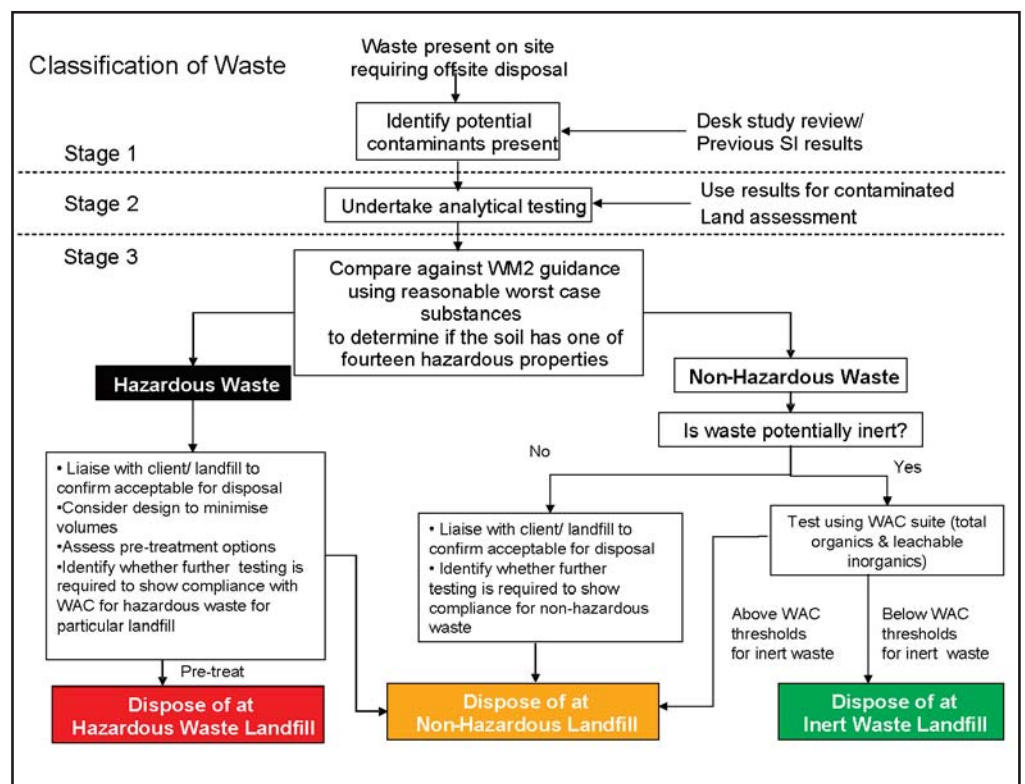 Classification of Waste
Waste present on site
requiring offsite disposal
Identify potential
contaminants present
Desk study review/
Previous SI results
Stage 1
Stage 2
Undertake analytical testing
Use results for contaminated
Land assessment
Stage 3
Compare against WM2 guidance
using reasonable worst case
substances
to determine if the soil has one of
fourteen hazardous properties
Hazardous Waste
Non-Hazardous Waste
Is waste potentially inert?
No
Yes
• Liaise with client/ landfill to
confirm acceptable for disposal
•Consider design to minimise
volumes
•Assess pre-treatment options
•Identify whether further testing is
required to show compliance with
WAC for hazardous waste for
particular landfill
• Liaise with client/ landfill to
confirm acceptable for disposal
• Identify whether further
testing is required to show
compliance for non-hazardous
waste
Test using WAC suite (total
organics & leachable
inorganics)
Above WAC
thresholds
for inert waste
Below WAC
thresholds
for inert waste
Pre-treat
Dispose of at
Hazardous Waste Landfill
Dispose of at
Non-Hazardous Landfill
Dispose of at
Inert Waste Landfill